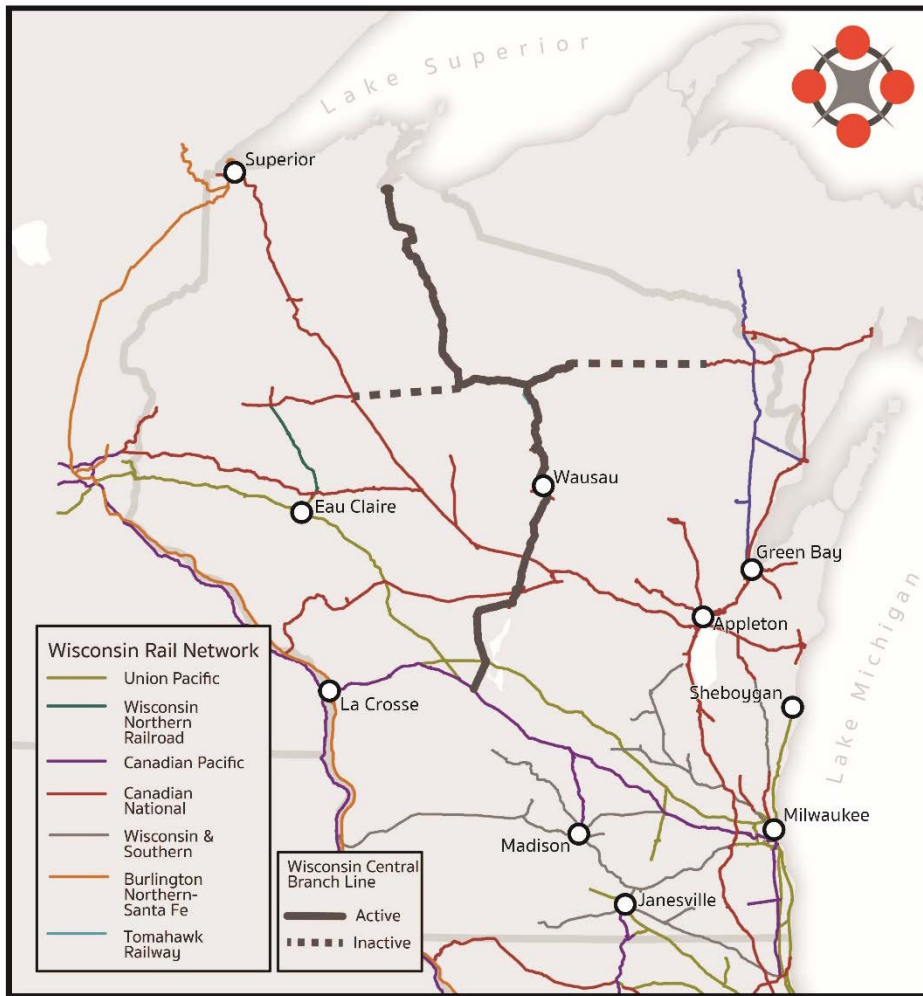 Lake Superior
Superior
Wausau
Eau Claire
Green Bay
Appleton
Lake Michigan
Sheboygan
La Crosse
Milwaukee
Madison
Janesville
Wisconsin Rail Network
Union Pacific
Wisconsin
Northern
Railroad
Canadian Pacific
Canadian
National
Wisconsin &
Southern
Burlington
Northern-
Santa Fe
Tomahawk
Railway
Wisconsin Central
Branch Line
Active
Inactive